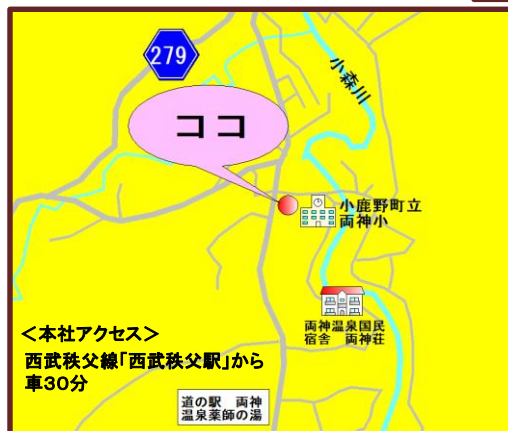 279
小森川
ココ
小鹿野町立
両神小
両神温泉国民
宿舎　両神荘
＜本社アクセス＞
西武秩父線「西武秩父駅」から
車30分
道の駅　両神
温泉薬師の湯